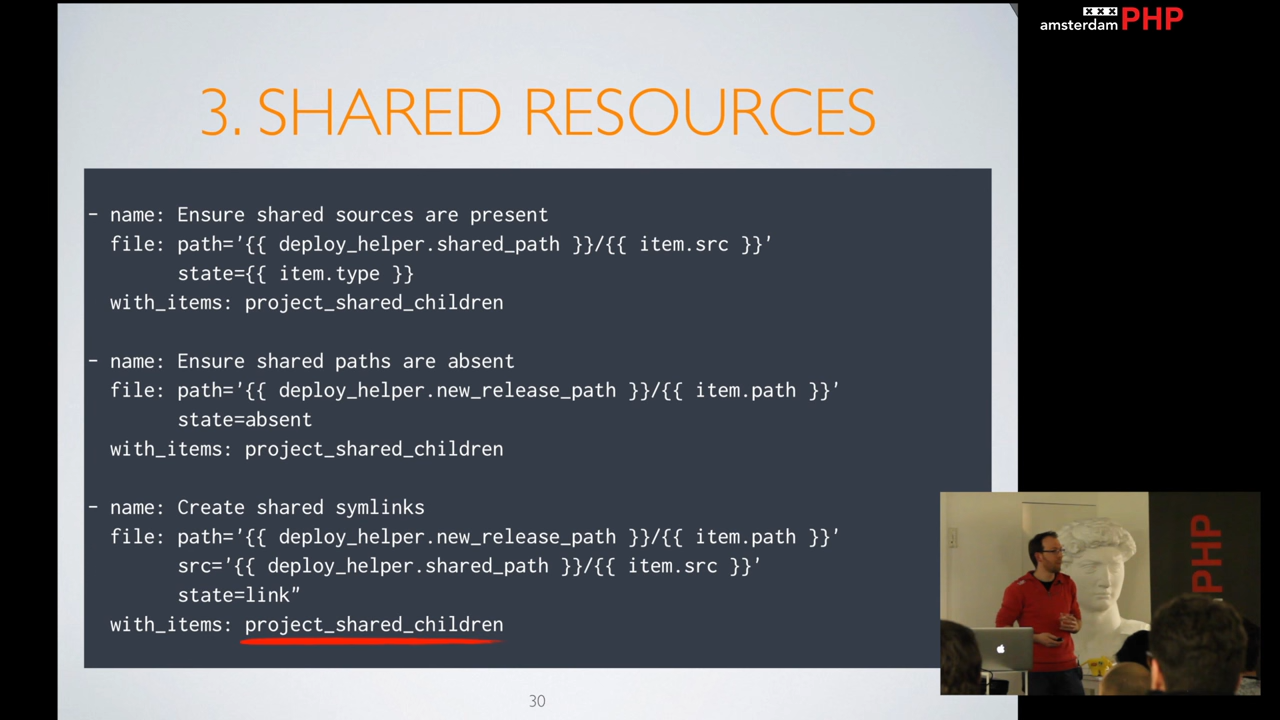 xxx
amsterdamPHP
3. SHARED RESOURCES
- name: Ensure shared sources are present
file: path='{{ deploy_helper.shared_path }}/{{ item.src }}'
state={{ item.type }}
with_items: project_shared_children
- name: Ensure shared paths are absent
file: path='{{ deploy_helper.new_release_path }}/{{ item.path }}'
state=absent
with_items: project_shared_children
- name: Create shared symlinks
file: path='{{ deploy_helper.new_release_path }}/{{ item.path }}'
src='{{ deploy_helper.shared_path }}/{{ item.src }}'
state=link"
with_items: project_shared_children
30
PHP